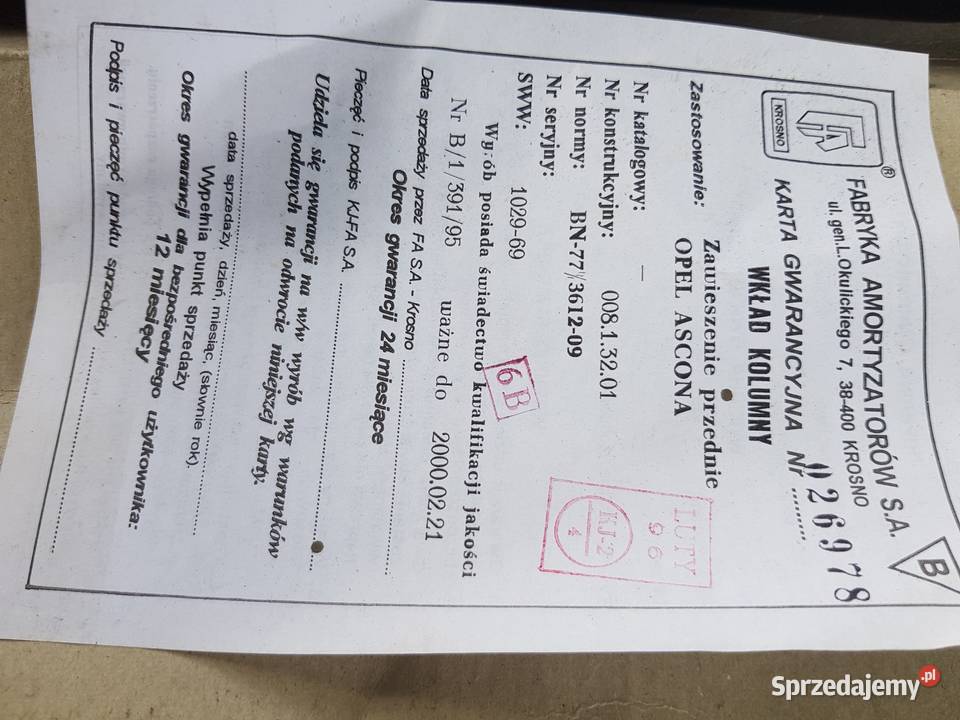 FA
KROSNO
®
FABRYKA AMORTYZATORÓW S.A.
ul. gen.L.Okulickiego 7, 38-400 KROSNO
B
KARTA GWARANCYJNA Nr 026978
WKŁAD KOLUMNY
Zastosowanie: Zawieszenie przednie
OPEL ASCONA
Nr katalogowy: —
Nr konstrukcyjny: 008.1.32.01
Nr normy: BN-77/3612-09
Nr seryjny:
SWW: 1029-69
LUTY
96
KJ-2
4
6B
Wyrób posiada świadectwo kwalifikacji jakości
Nr B/1/391/95 ważne do 2000.02.21
Data sprzedaży przez FA S.A. - Krosno
Okres gwarancji 24 miesiące
Pieczęć i podpis KJ-FA S.A.
Udziela się gwarancji na w/w wyrób wg warunków
podanych na odwrocie niniejszej karty.
data sprzedaży, dzień, miesiąc, (słownie rok).
Wypełnia punkt sprzedaży
Okres gwarancji dla bezpośredniego użytkownika:
12 miesięcy
Podpis i pieczęć punktu sprzedaży
Sprzedajemy.pl